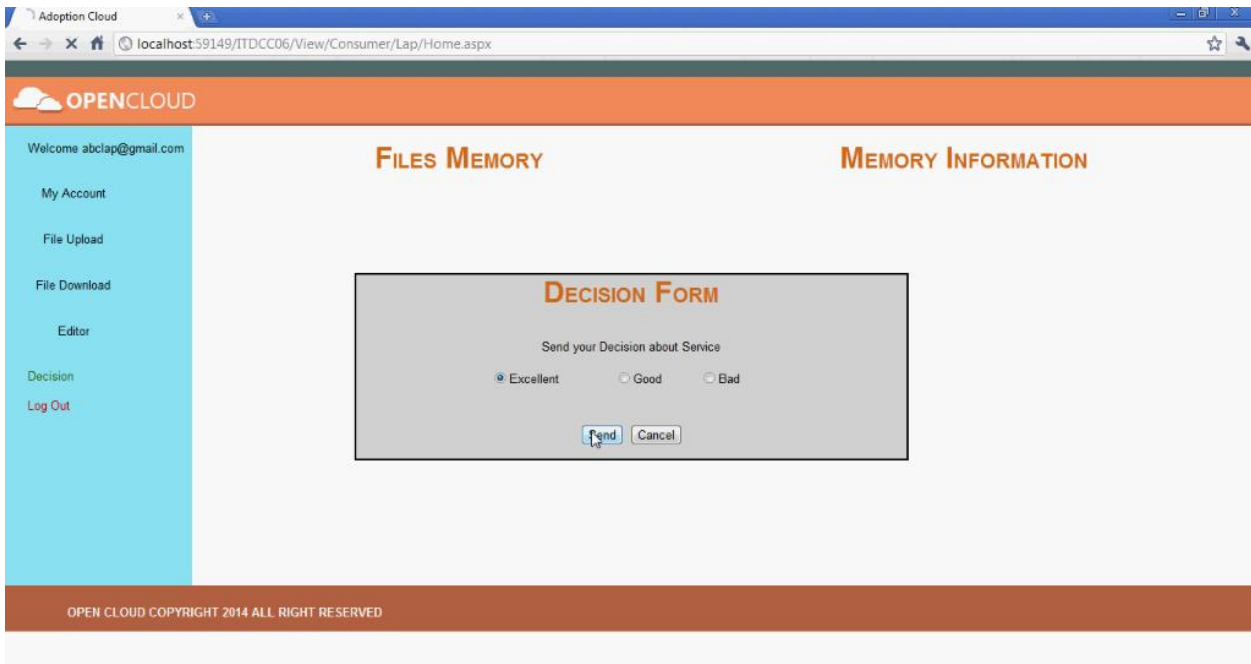 Adoption Cloud
localhost:59149/ITDCC06/View/Consumer/Lap/Home.aspx
OPENCLOUD
Welcome abclap@gmail.com
My Account
File Upload
File Download
Editor
Decision
Log Out
FILES MEMORY
MEMORY INFORMATION
DECISION FORM
Send your Decision about Service
Excellent Good Bad
Send Cancel
OPEN CLOUD COPYRIGHT 2014 ALL RIGHT RESERVED